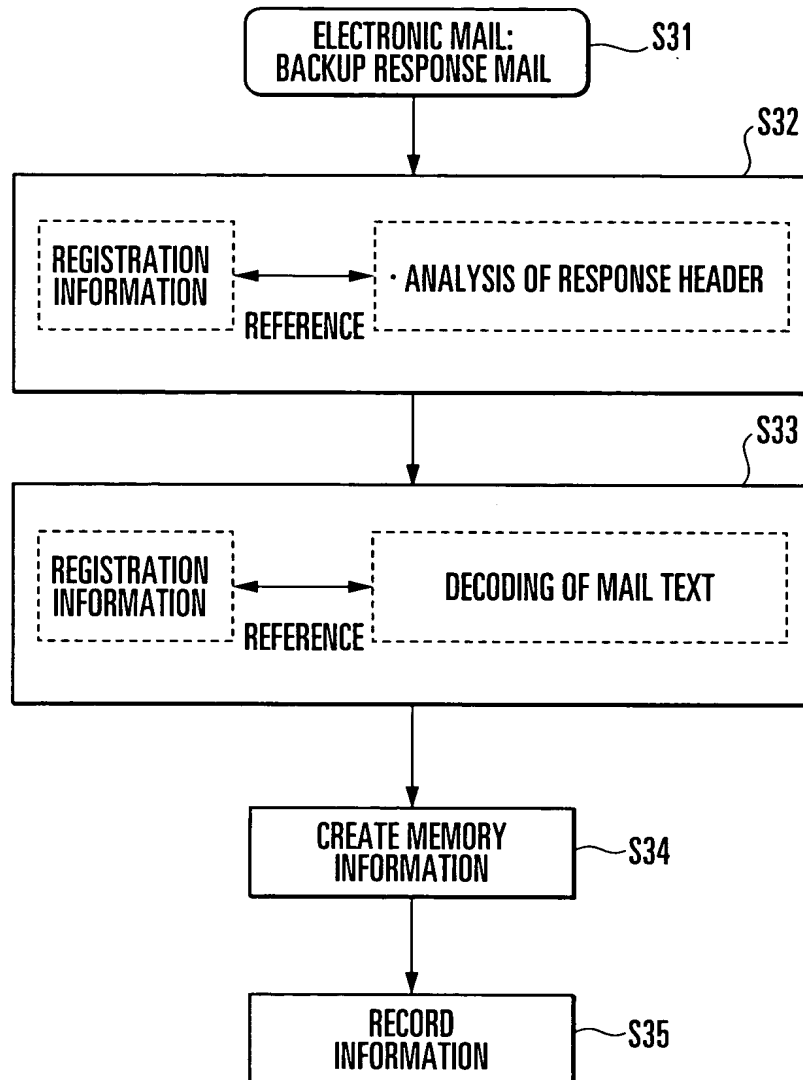 ELECTRONIC MAIL:
BACKUP RESPONSE MAIL
S31
S32
REGISTRATION
INFORMATION
REFERENCE
· ANALYSIS OF RESPONSE HEADER
S33
REGISTRATION
INFORMATION
REFERENCE
DECODING OF MAIL TEXT
CREATE MEMORY
INFORMATION
S34
RECORD
INFORMATION
S35